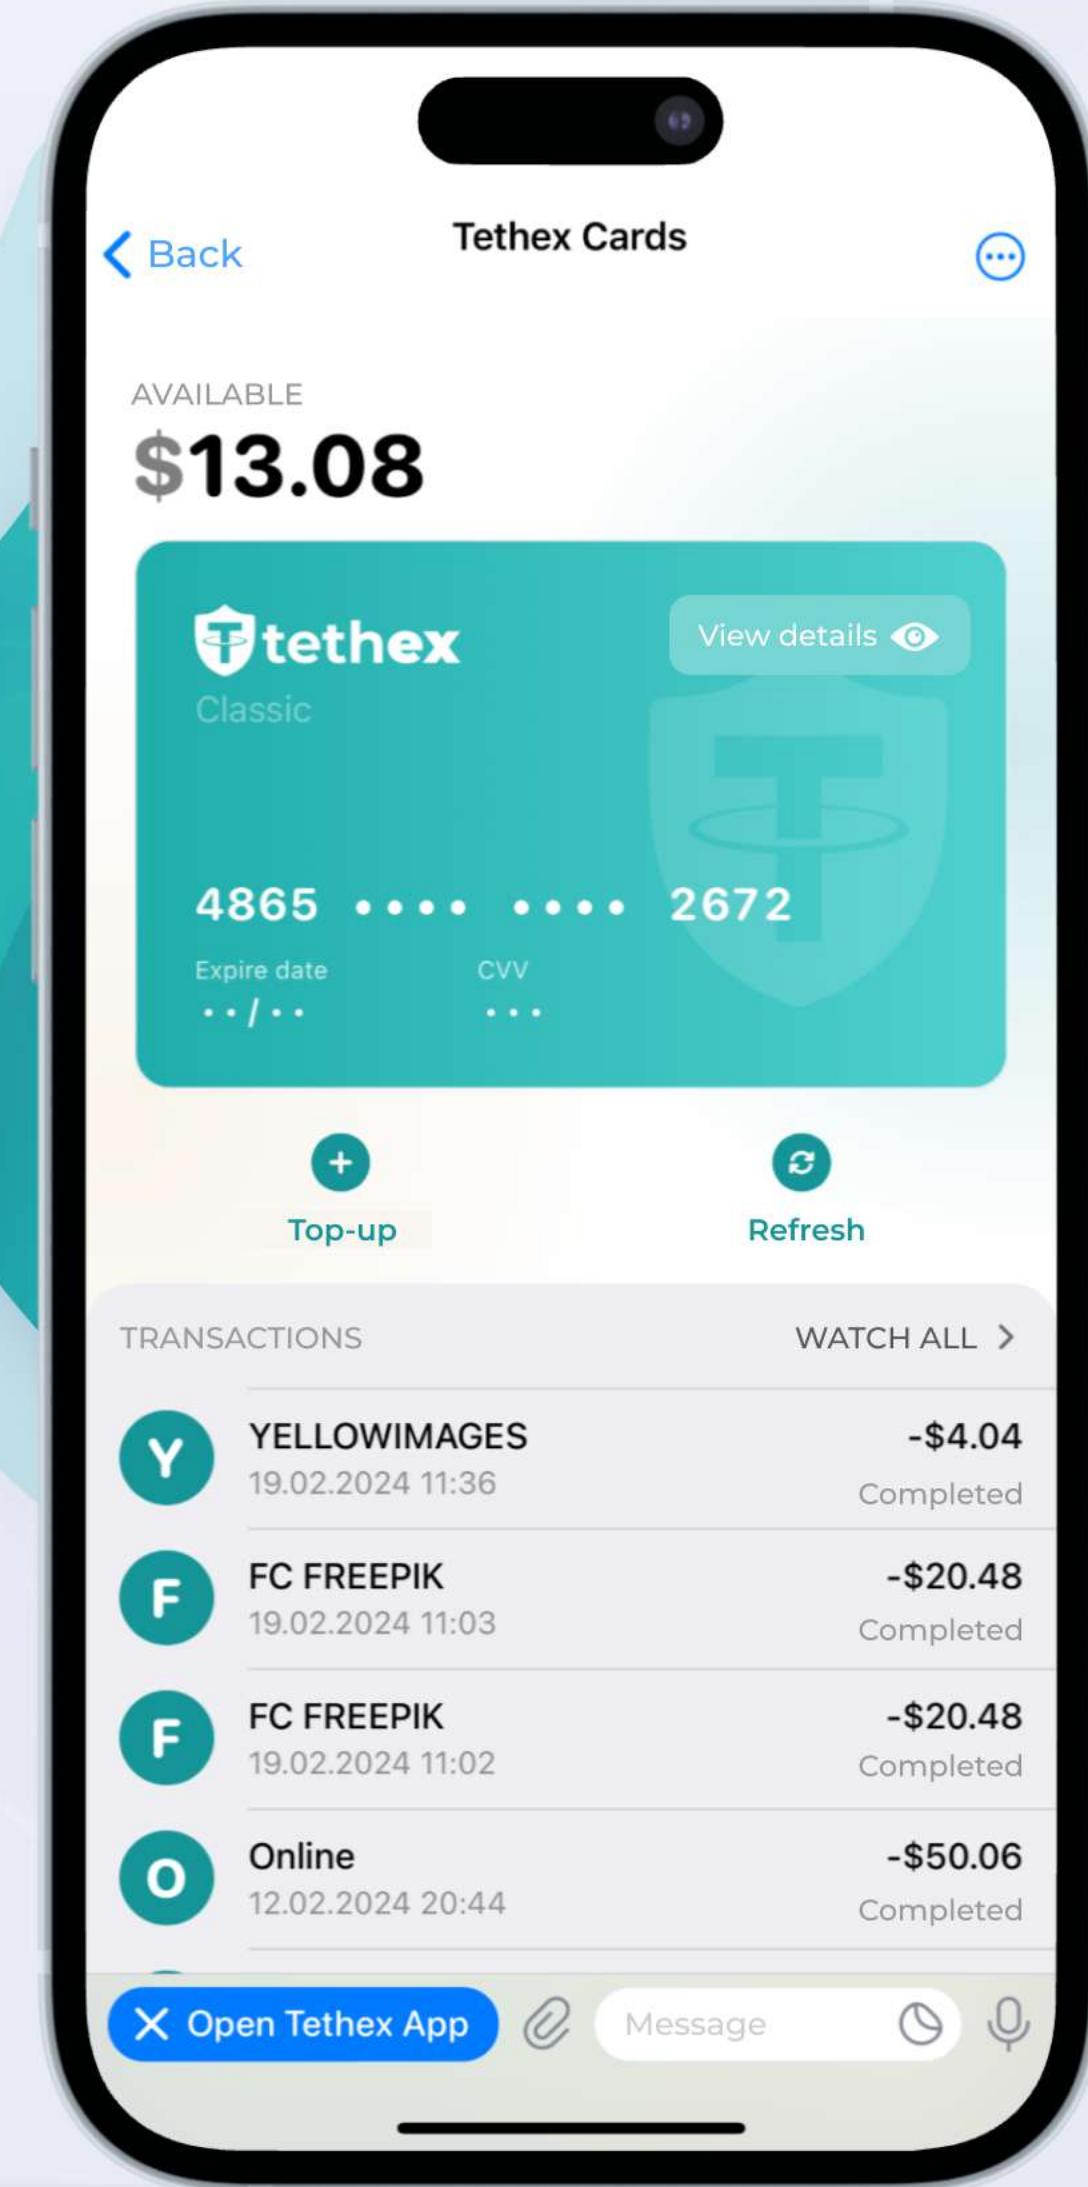 Back
Tethex Cards
AVAILABLE
$13.08
tethex
View details
Classic
4865 •••• •••• 2672
Expire date
CVV
••/••
•••
Top-up
Refresh
TRANSACTIONS
WATCH ALL >
Y
YELLOWIMAGES
-$4.04
19.02.2024 11:36
Completed
F
FC FREEPIK
-$20.48
19.02.2024 11:03
Completed
F
FC FREEPIK
-$20.48
19.02.2024 11:02
Completed
O
Online
-$50.06
12.02.2024 20:44
Completed
Open Tethex App
Message